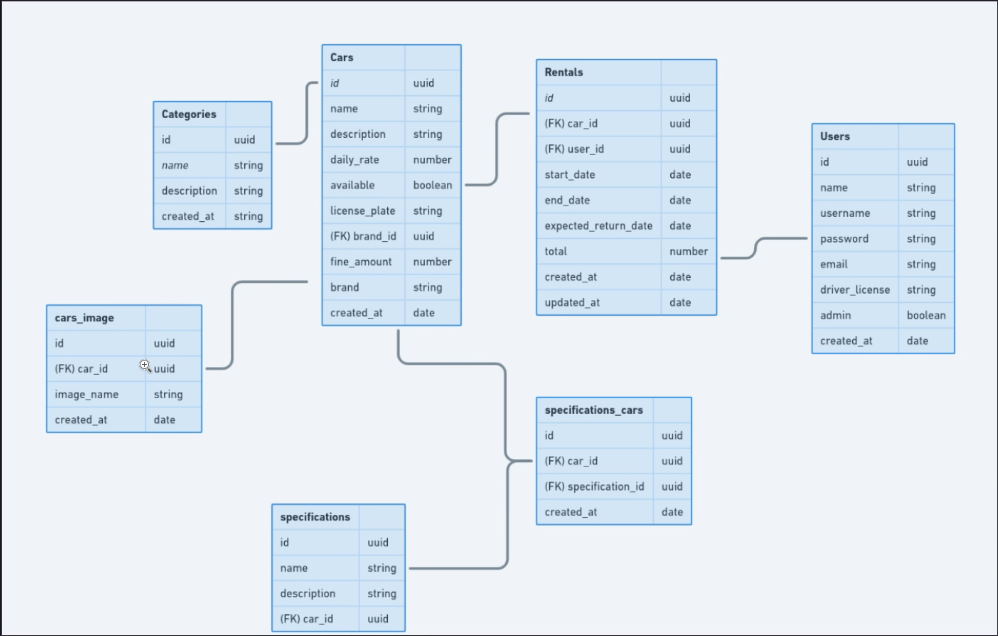 Cars
id uuid
name string
description string
daily_rate number
available boolean
license_plate string
(FK) brand_id uuid
fine_amount number
brand string
created_at date
Rentals
id uuid
(FK) car_id uuid
(FK) user_id uuid
start_date date
end_date date
expected_return_date date
total number
created_at date
updated_at date
Categories
id uuid
name string
description string
created_at string
Users
id uuid
name string
username string
password string
email string
driver_license string
admin boolean
created_at date
cars_image
id uuid
(FK) car_id uuid
image_name string
created_at date
specifications_cars
id uuid
(FK) car_id uuid
(FK) specification_id uuid
created_at date
specifications
id uuid
name string
description string
(FK) car_id uuid